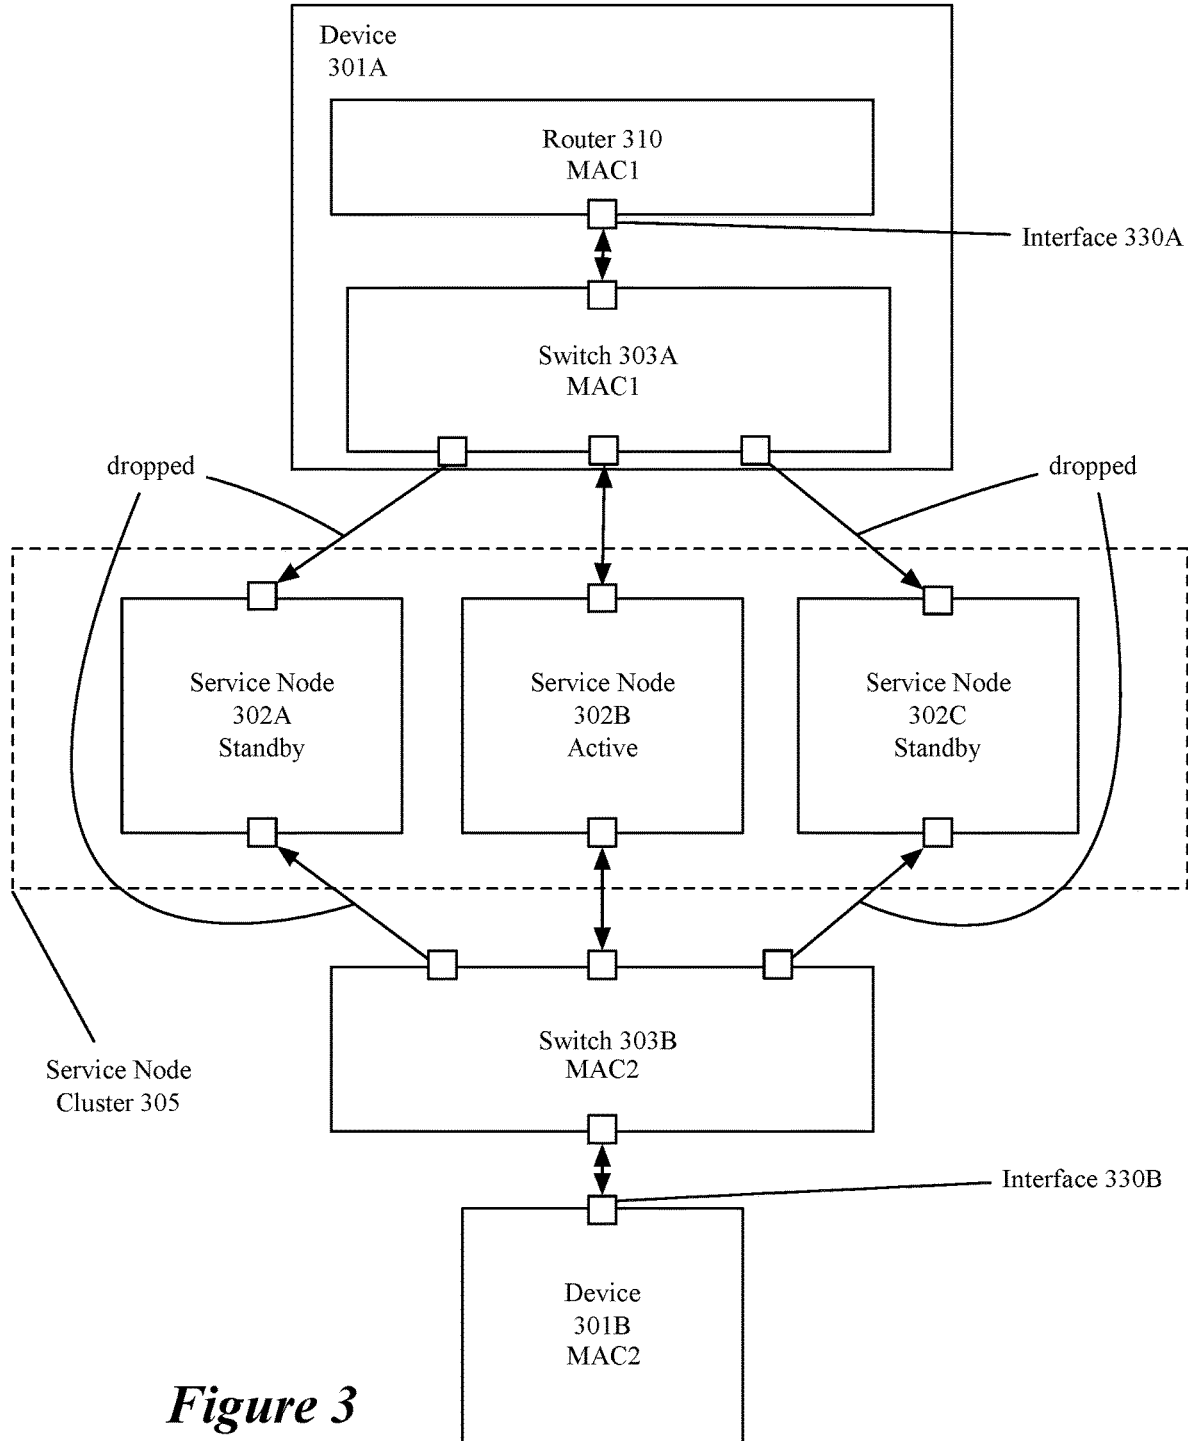 Device
301A
Router 310
MAC1
Interface 330A
Switch 303A
MAC1
dropped
dropped
Service Node
302A
Standby
Service Node
302B
Active
Service Node
302C
Standby
Switch 303B
MAC2
Service Node
Cluster 305
Interface 330B
Device
301B
MAC2
Figure 3